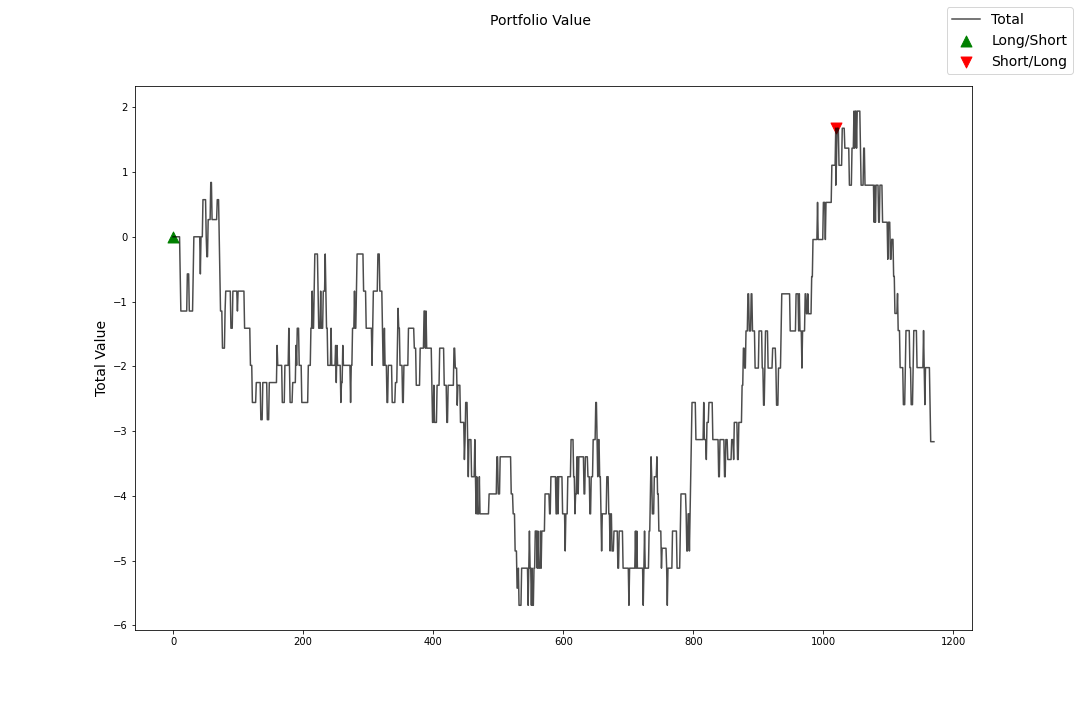 Portfolio Value
Total
Long/Short
Short/Long
Total Value
2
1
0
−1
−2
−3
−4
−5
−6
0 200 400 600 800 1000 1200